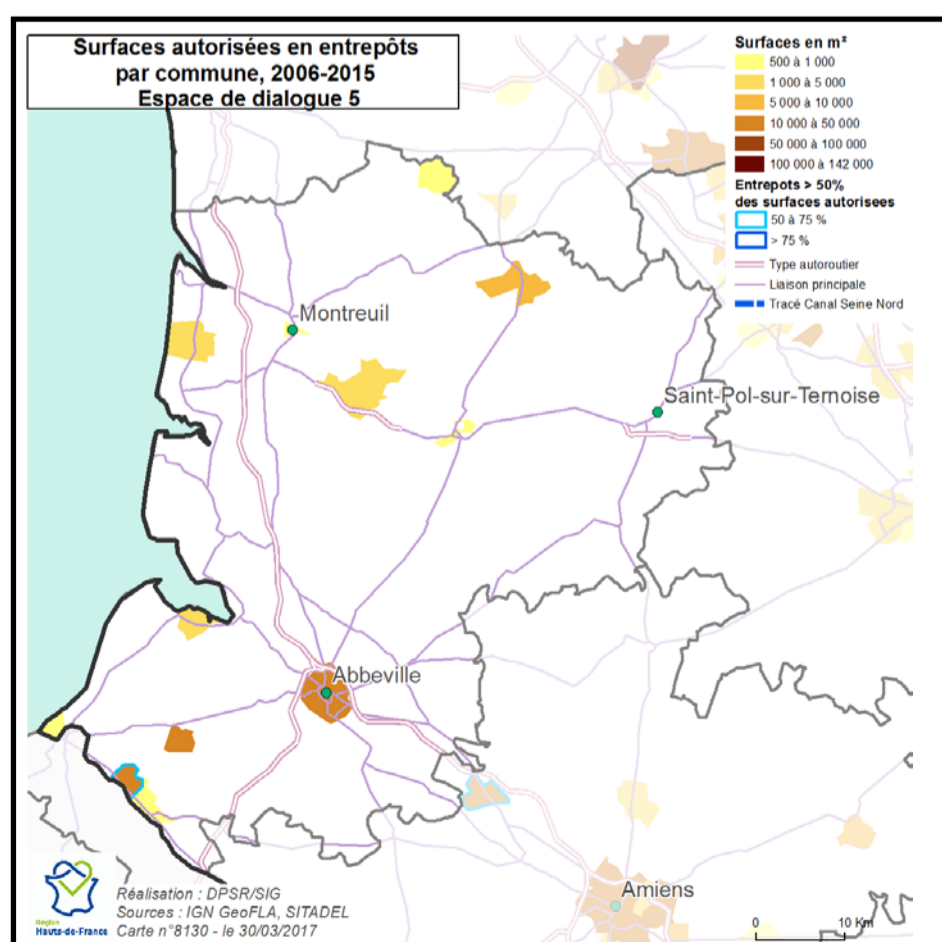 Surfaces autorisées en entrepôts
par commune, 2006-2015
Espace de dialogue 5
Surfaces en m²
500 à 1 000
1 000 à 5 000
5 000 à 10 000
10 000 à 50 000
50 000 à 100 000
100 000 à 142 000
Entrepots > 50%
des surfaces autorisees
50 à 75 %
> 75 %
Type autoroutier
Liaison principale
Tracé Canal Seine Nord
Montreuil
Saint-Pol-sur-Ternoise
Abbeville
Amiens
0 10 Km
Région
Hauts-de-France
Réalisation : DPSR/SIG
Sources : IGN GeoFLA, SITADEL
Carte n°8130 - le 30/03/2017